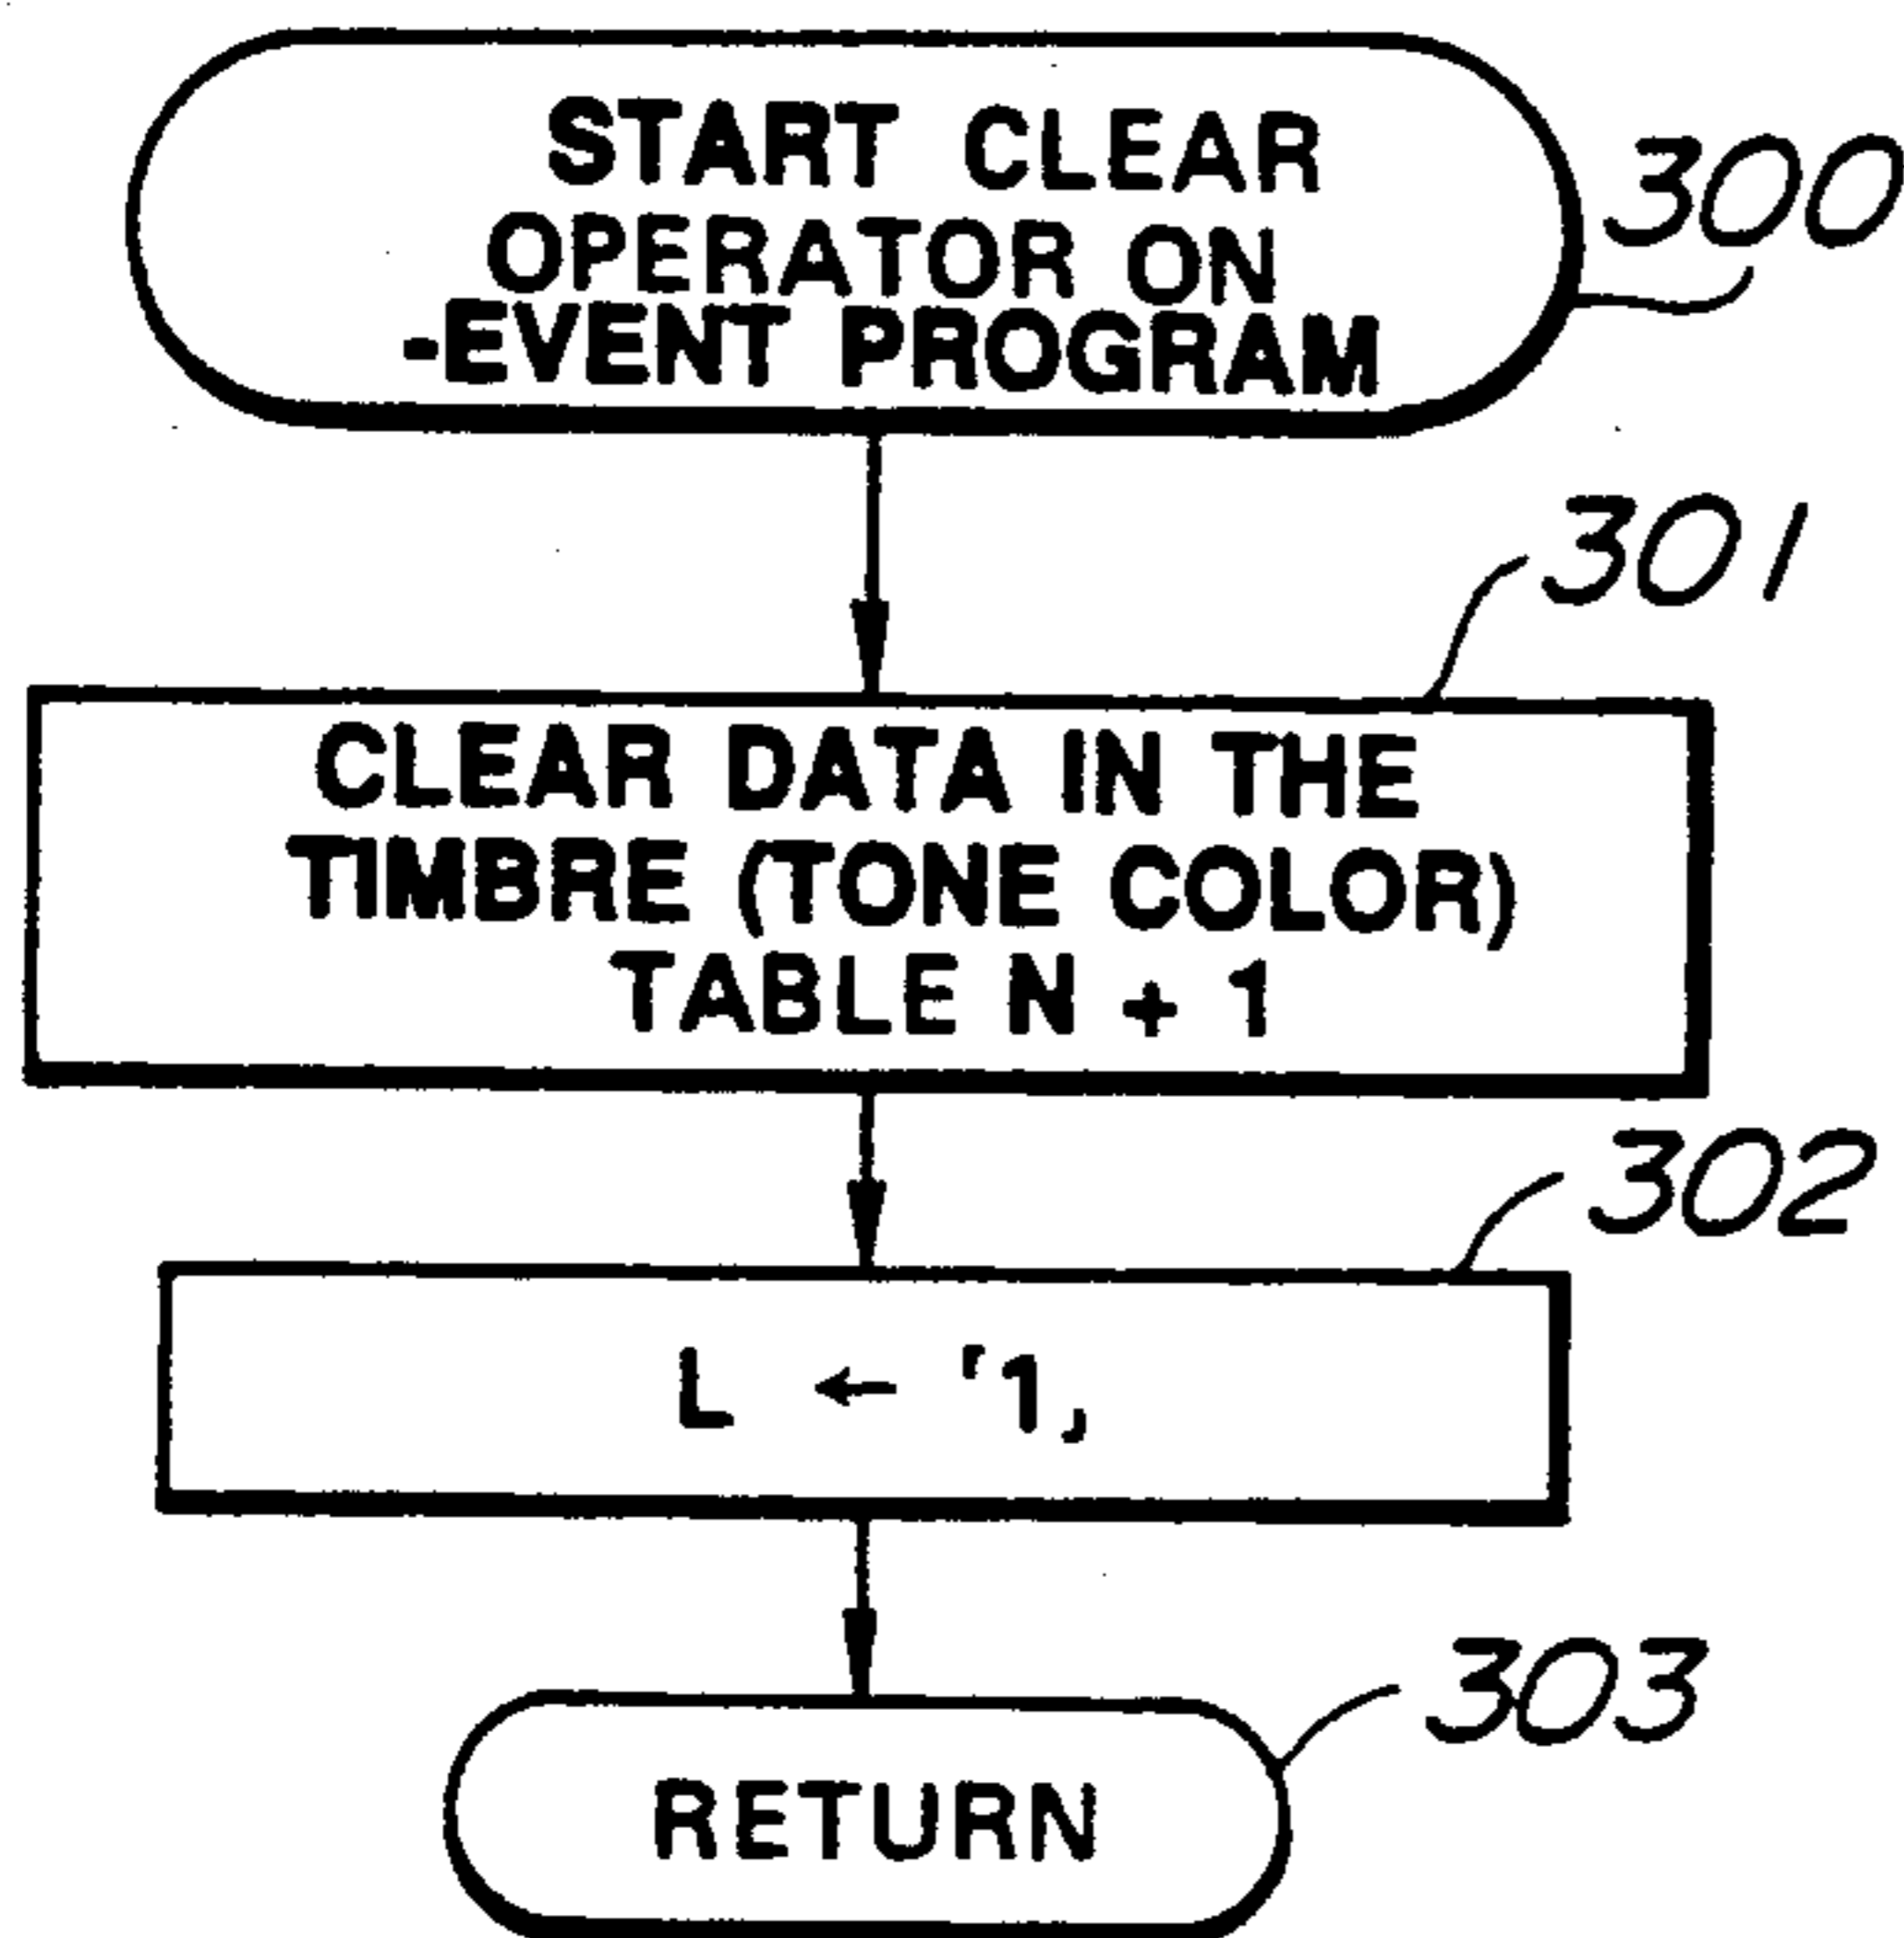 START CLEAR
OPERATOR ON
-EVENT PROGRAM
300
301
CLEAR DATA IN THE
TIMBRE (TONE COLOR)
TABLE N + 1
302
L ← '1,
303
RETURN